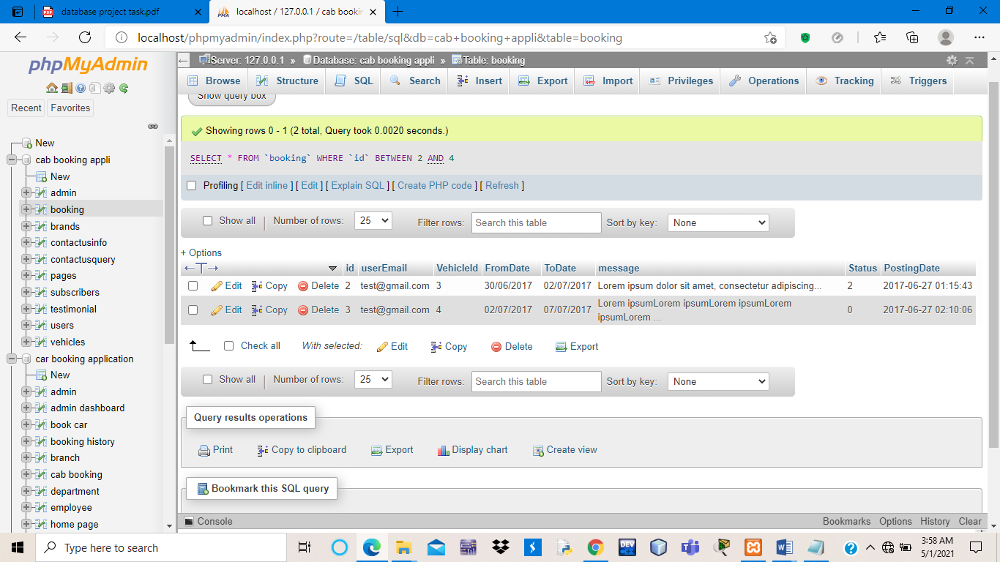 database project task.pdf
localhost / 127.0.0.1 / cab bookin
localhost/phpmyadmin/index.php?route=/table/sql&db=cab+booking+appli&table=booking
phpMyAdmin
Recent Favorites
New
cab booking appli
New
admin
booking
brands
contactusinfo
contactusquery
pages
subscribers
testimonial
users
vehicles
car booking application
New
admin
admin dashboard
book car
booking history
branch
cab booking
department
employee
home page
Server: 127.0.0.1 » Database: cab booking appli » Table: booking
Browse Structure SQL Search Insert Export Import Privileges Operations Tracking Triggers
Show query box
Showing rows 0 - 1 (2 total, Query took 0.0020 seconds.)
SELECT * FROM `booking` WHERE `id` BETWEEN 2 AND 4
Profiling [ Edit inline ] [ Edit ] [ Explain SQL ] [ Create PHP code ] [ Refresh ]
Show all Number of rows: 25 Filter rows: Search this table Sort by key: None
+ Options
id userEmail VehicleId FromDate ToDate message Status PostingDate
Edit Copy Delete 2 test@gmail.com 3 30/06/2017 02/07/2017 Lorem ipsum dolor sit amet, consectetur adipiscing... 2 2017-06-27 01:15:43
Edit Copy Delete 3 test@gmail.com 4 02/07/2017 07/07/2017 Lorem ipsumLorem ipsumLorem ipsumLorem
ipsumLorem ... 0 2017-06-27 02:10:06
Check all With selected: Edit Copy Delete Export
Show all Number of rows: 25 Filter rows: Search this table Sort by key: None
Query results operations
Print Copy to clipboard Export Display chart Create view
Bookmark this SQL query
Console Bookmarks Options History Clear
Type here to search
3:58 AM
5/1/2021